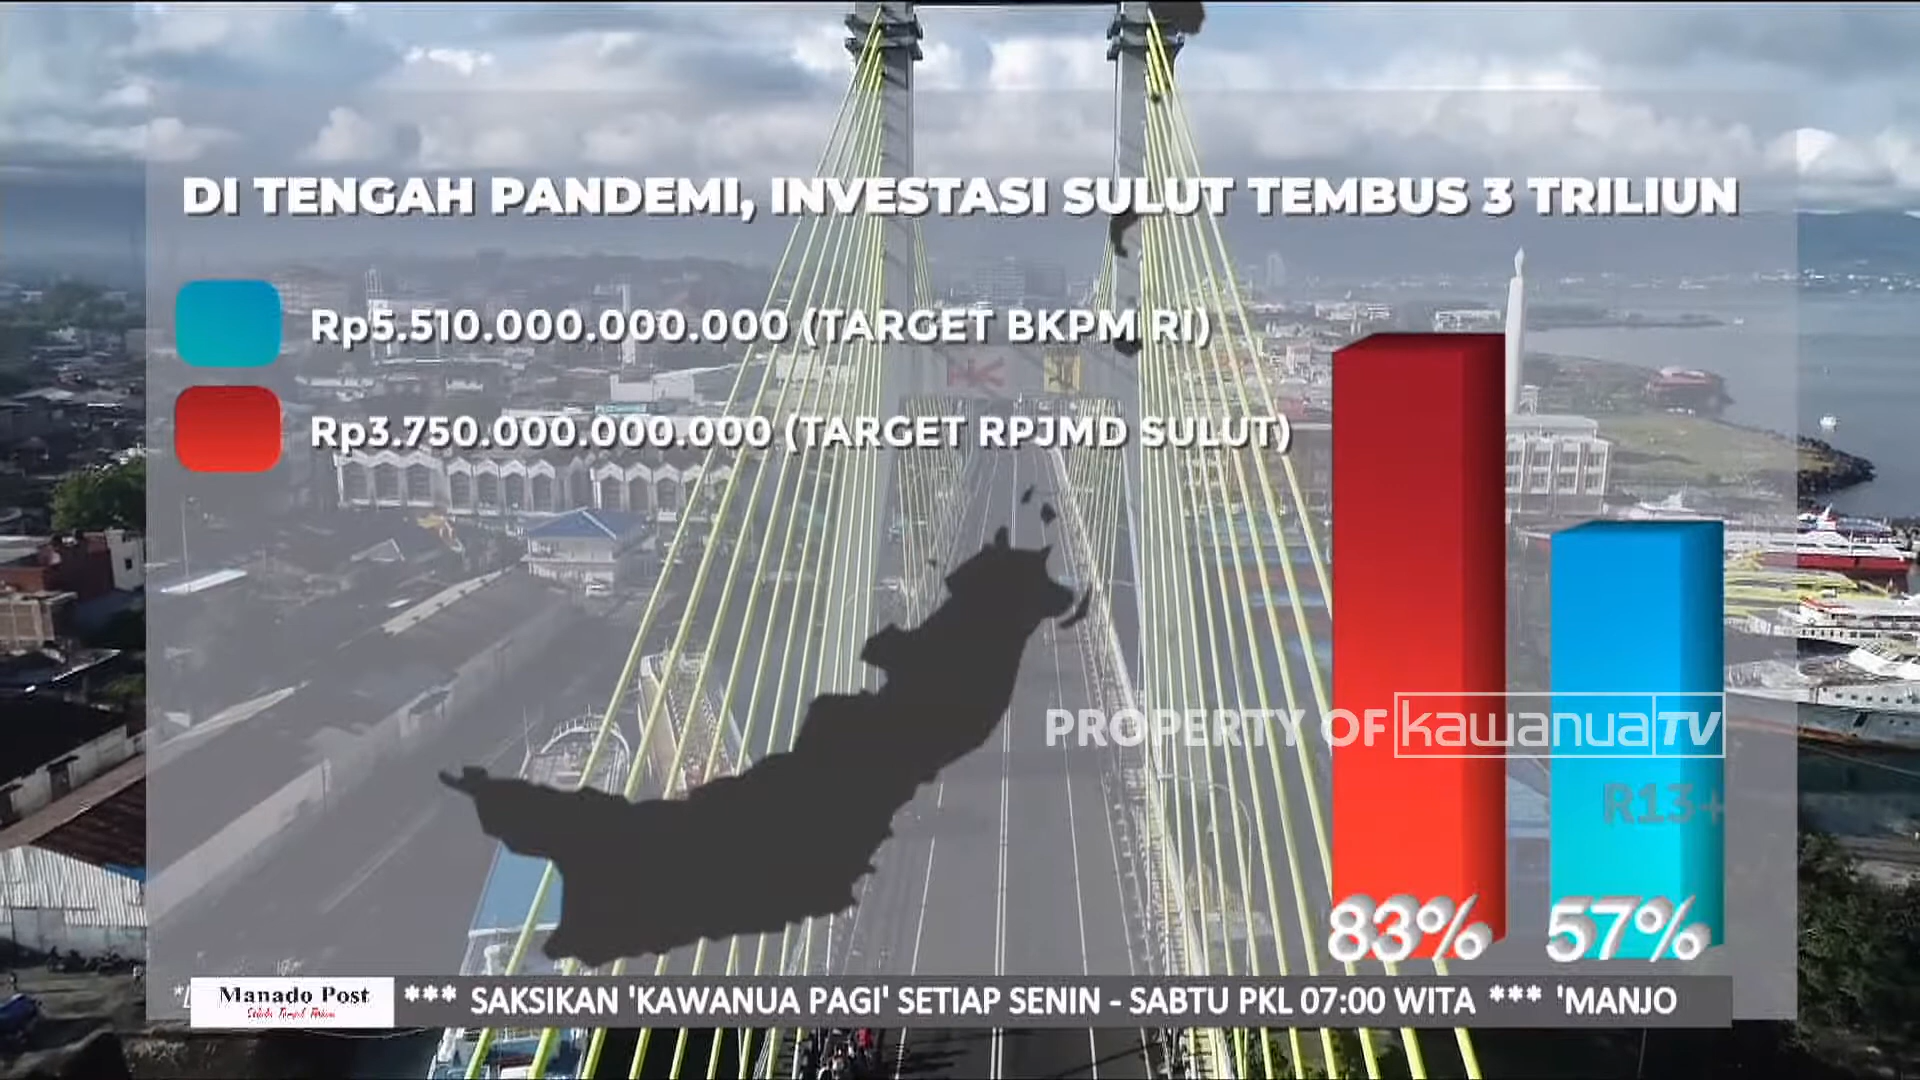 DI TENGAH PANDEMI, INVESTASI SULUT TEMBUS 3 TRILIUN
Rp5.510.000.000.000 (TARGET BKPM RI)
Rp3.750.000.000.000 (TARGET RPJMD SULUT)
PROPERTY OF kawanua TV
R13+
83% 57%
Manado Post
*** SAKSIKAN 'KAWANUA PAGI' SETIAP SENIN - SABTU PKL 07:00 WITA *** 'MANJO